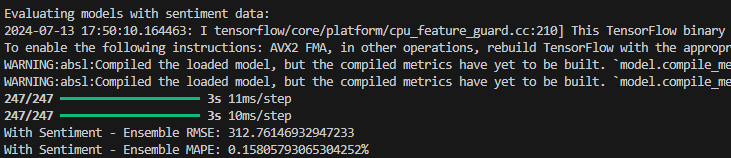 Evaluating models with sentiment data:
2024-07-13 17:50:10.164463: I tensorflow/core/platform/cpu_feature_guard.cc:210] This TensorFlow binary
To enable the following instructions: AVX2 FMA, in other operations, rebuild TensorFlow with the appropr
WARNING:absl:Compiled the loaded model, but the compiled metrics have yet to be built. `model.compile_me
WARNING:absl:Compiled the loaded model, but the compiled metrics have yet to be built. `model.compile_me
247/247 ━━━━━━━━━━━━━━━━━━━━ 3s 11ms/step
247/247 ━━━━━━━━━━━━━━━━━━━━ 3s 10ms/step
With Sentiment - Ensemble RMSE: 312.76146932947233
With Sentiment - Ensemble MAPE: 0.15805793065304252%